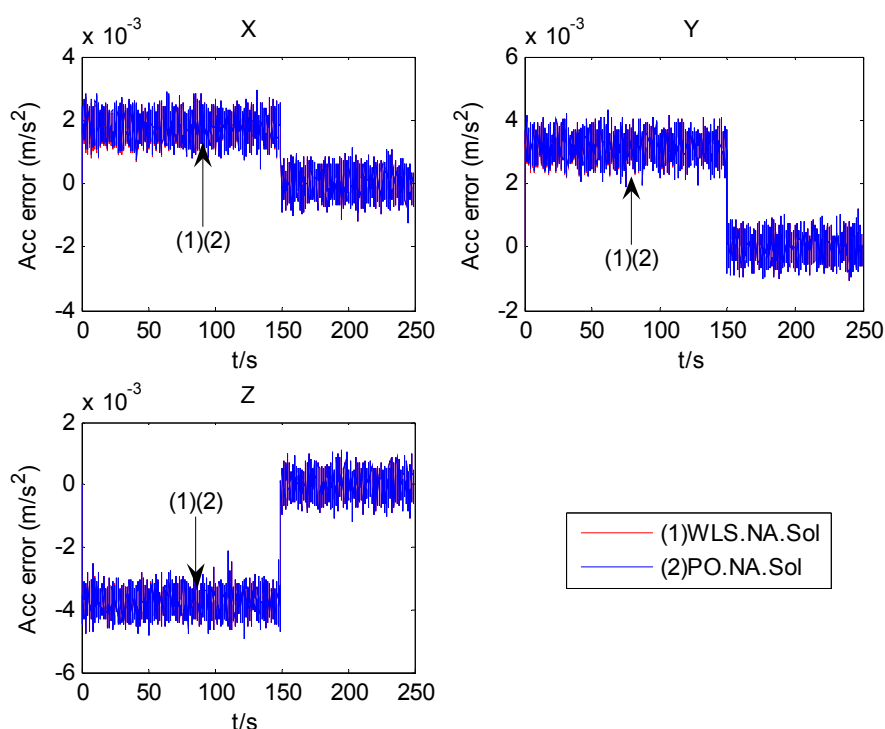 x 10⁻³
X
Acc error (m/s²)
4
2
0
-2
-4
(1)(2)
0 50 100 150 200 250
t/s
x 10⁻³
Y
Acc error (m/s²)
6
4
2
0
-2
(1)(2)
0 50 100 150 200 250
t/s
x 10⁻³
Z
Acc error (m/s²)
2
0
-2
-4
-6
(1)(2)
0 50 100 150 200 250
t/s
(1)WLS.NA.Sol
(2)PO.NA.Sol